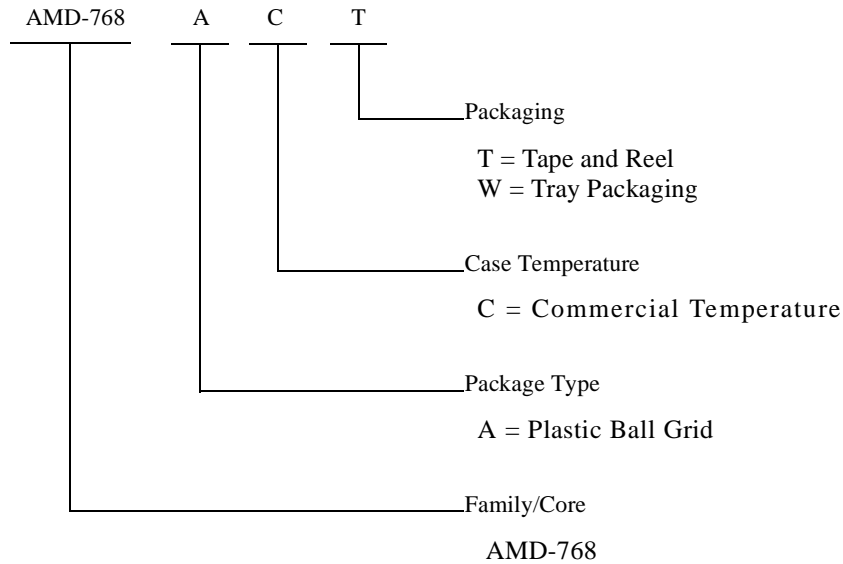 AMD-768 A C T
Packaging
T = Tape and Reel
W = Tray Packaging
Case Temperature
C = Commercial Temperature
Package Type
A = Plastic Ball Grid
Family/Core
AMD-768